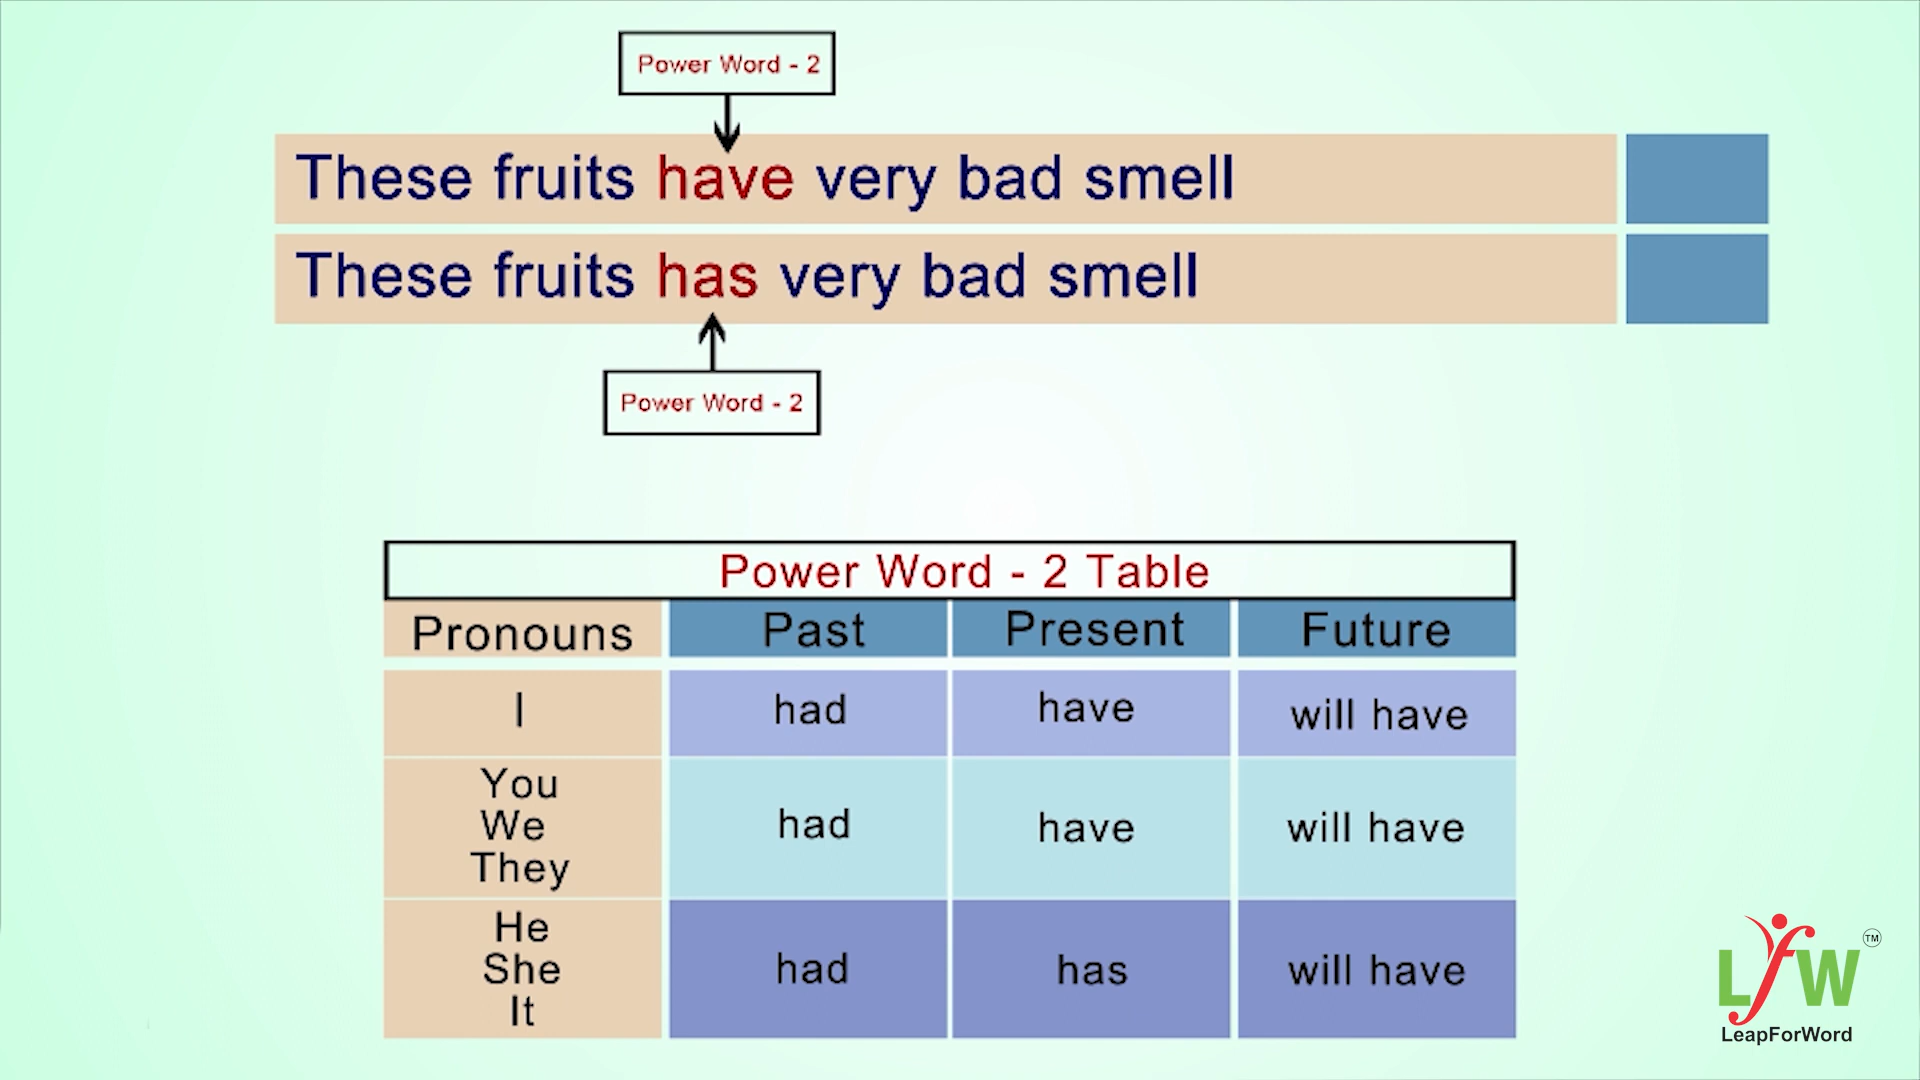 Power Word - 2
These fruits have very bad smell
These fruits has very bad smell
Power Word - 2
Power Word - 2 Table
Pronouns Past Present Future
I had have will have
You
We had have will have
They
He
She had has will have
It
LfW TM
LeapForWord